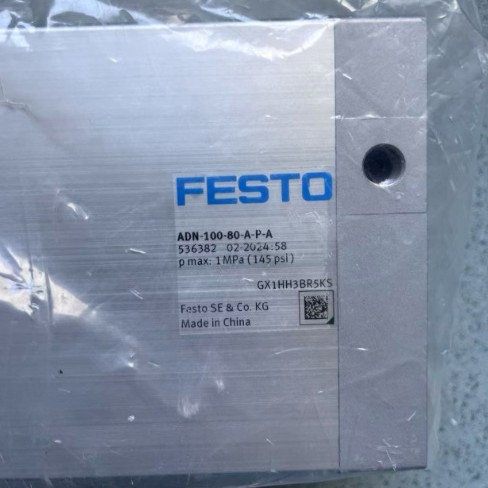 FESTO
ADN-100-80-A-P-A
536382 02-2024 58
p max: 1MPa (145 psi)
GX1HH3BR5KS
Festo SE & Co. KG
Made in China